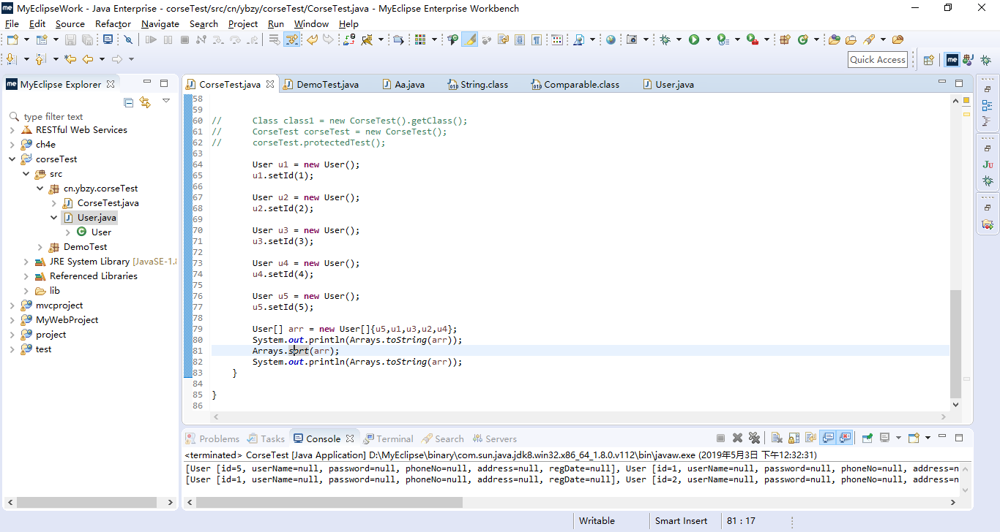 MyEclipseWork - Java Enterprise - corseTest/src/cn/ybzy/corseTest/CorseTest.java - MyEclipse Enterprise Workbench
File Edit Source Refactor Navigate Search Project Run Window Help
Quick Access
MyEclipse Explorer
type filter text
RESTful Web Services
ch4e
corseTest
src
cn.ybzy.corseTest
CorseTest.java
User.java
User
DemoTest
JRE System Library [JavaSE-1.8
Referenced Libraries
lib
mvcproject
MyWebProject
project
test
CorseTest.java DemoTest.java Aa.java String.class Comparable.class User.java
58
59
60 // Class class1 = new CorseTest().getClass();
61 // CorseTest corseTest = new CorseTest();
62 // corseTest.protectedTest();
63
64 User u1 = new User();
65 u1.setId(1);
66
67 User u2 = new User();
68 u2.setId(2);
69
70 User u3 = new User();
71 u3.setId(3);
72
73 User u4 = new User();
74 u4.setId(4);
75
76 User u5 = new User();
77 u5.setId(5);
78
79 User[] arr = new User[]{u5,u1,u3,u2,u4};
80 System.out.println(Arrays.toString(arr));
81 Arrays.sort(arr);
82 System.out.println(Arrays.toString(arr));
83 }
84
85 }
86
Problems Tasks Console Terminal Search Servers
<terminated> CorseTest [Java Application] D:\MyEclipse\binary\com.sun.java.jdk8.win32.x86_64_1.8.0.v112\bin\javaw.exe (2019年5月3日 下午12:32:31)
[User [id=5, userName=null, password=null, phoneNo=null, address=null, regDate=null], User [id=1, userName=null, password=null, phoneNo=null, address=n
[User [id=1, userName=null, password=null, phoneNo=null, address=null, regDate=null], User [id=2, userName=null, password=null, phoneNo=null, address=n
Writable Smart Insert 81 : 17